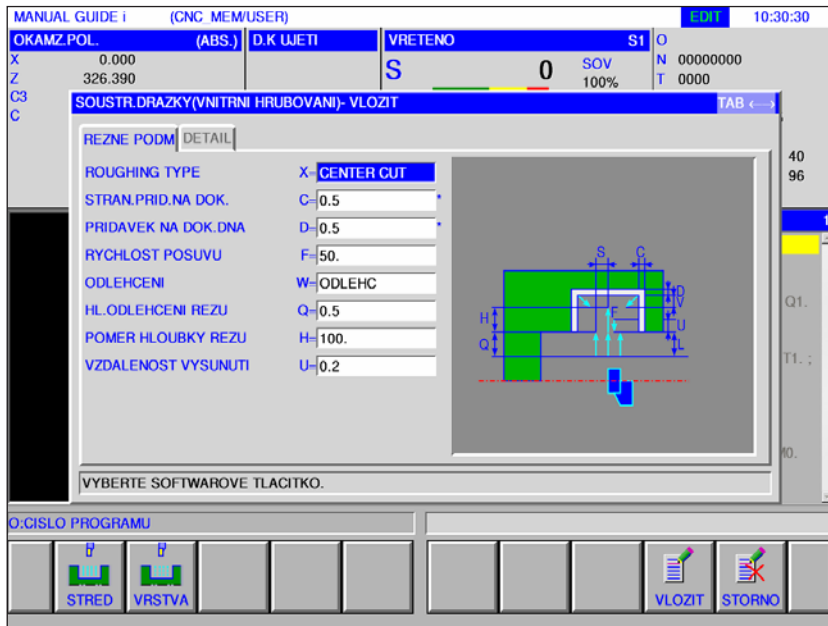 MANUAL GUIDE i (CNC_MEM/USER) EDIT 10:30:30
OKAMZ.POL. (ABS.) D.K UJETI VRETENO S1 O
X 0.000 N 00000000
Z 326.390 S 0 SOV 100% T 0000
C3
C
SOUSTR.DRAZKY(VNITRNI HRUBOVANI)- VLOZIT TAB ←→
REZNE PODM DETAIL
ROUGHING TYPE X= CENTER CUT
STRAN.PRID.NA DOK. C= 0.5 *
PRIDAVEK NA DOK.DNA D= 0.5 *
RYCHLOST POSUVU F= 50.
ODLEHCENI W= ODLEHC
HL.ODLEHCENI REZU Q= 0.5
POMER HLOUBKY REZU H= 100.
VZDALENOST VYSUNUTI U= 0.2
S C
D
V
H F U
Q L
40
96
1
Q1.
T1. ;
M0.
VYBERTE SOFTWAROVE TLACITKO.
O:CISLO PROGRAMU
STRED VRSTVA VLOZIT STORNO